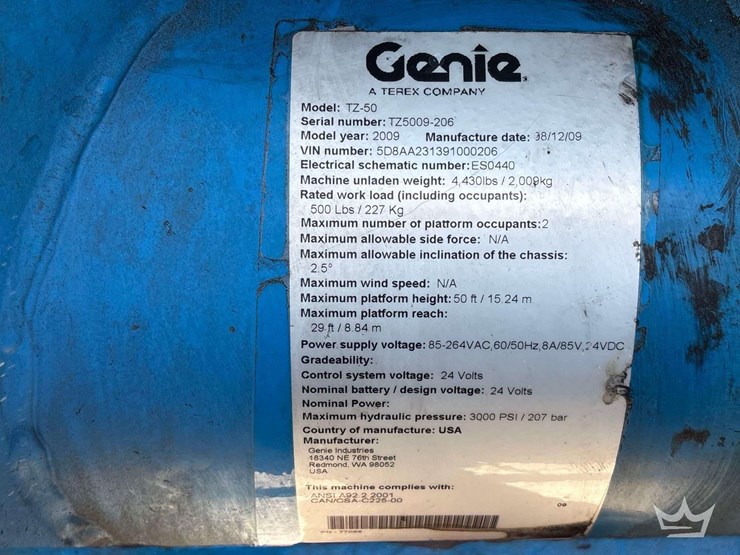 Genie
A TEREX COMPANY
Model: TZ-50
Serial number: TZ5009-206
Model year: 2009 Manufacture date: 08/12/09
VIN number: 5D8AA231391000206
Electrical schematic number: ES0440
Machine unladen weight: 4,430lbs / 2,009kg
Rated work load (including occupants):
500 Lbs / 227 Kg
Maximum number of platform occupants:2
Maximum allowable side force: N/A
Maximum allowable inclination of the chassis:
2.5°
Maximum wind speed: N/A
Maximum platform height: 50 ft / 15.24 m
Maximum platform reach:
29 ft / 8.84 m
Power supply voltage: 85-264VAC,60/50Hz,8A/85V,24VDC
Gradeability:
Control system voltage: 24 Volts
Nominal battery / design voltage: 24 Volts
Nominal Power:
Maximum hydraulic pressure: 3000 PSI / 207 bar
Country of manufacture: USA
Manufacturer:
Genie Industries
18340 NE 76th Street
Redmond, WA 98052
USA
This machine complies with:
ANSI A92.2 2001
CAN/CSA-C225-00
09